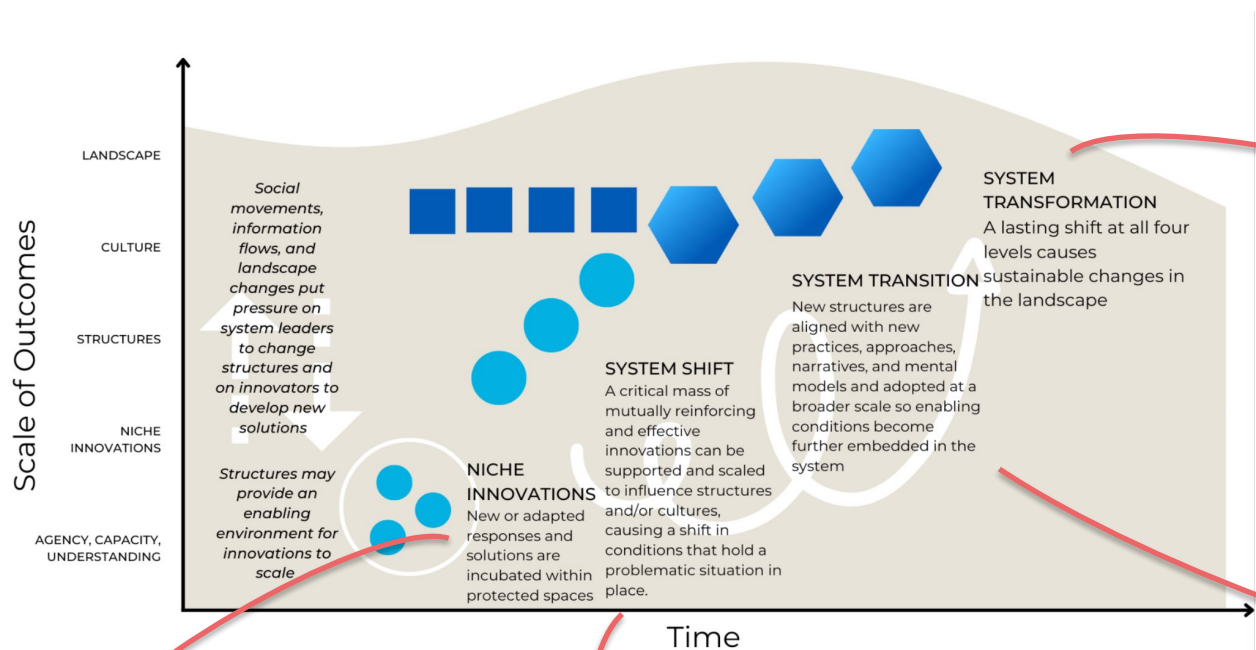 Scale of Outcomes
LANDSCAPE
CULTURE
STRUCTURES
NICHE
INNOVATIONS
AGENCY, CAPACITY,
UNDERSTANDING
Social
movements,
information
flows, and
landscape
changes put
pressure on
system leaders
to change
structures and
on innovators to
develop new
solutions
Structures may
provide an
enabling
environment for
innovations to
scale
NICHE
INNOVATIONS
New or adapted
responses and
solutions are
incubated within
protected spaces
SYSTEM SHIFT
A critical mass of
mutually reinforcing
and effective
innovations can be
supported and scaled
to influence structures
and/or cultures,
causing a shift in
conditions that hold a
problematic situation in
place.
SYSTEM TRANSITION
New structures are
aligned with new
practices, approaches,
narratives, and mental
models and adopted at a
broader scale so enabling
conditions become
further embedded in the
system
SYSTEM
TRANSFORMATION
A lasting shift at all four
levels causes
sustainable changes in
the landscape
Time